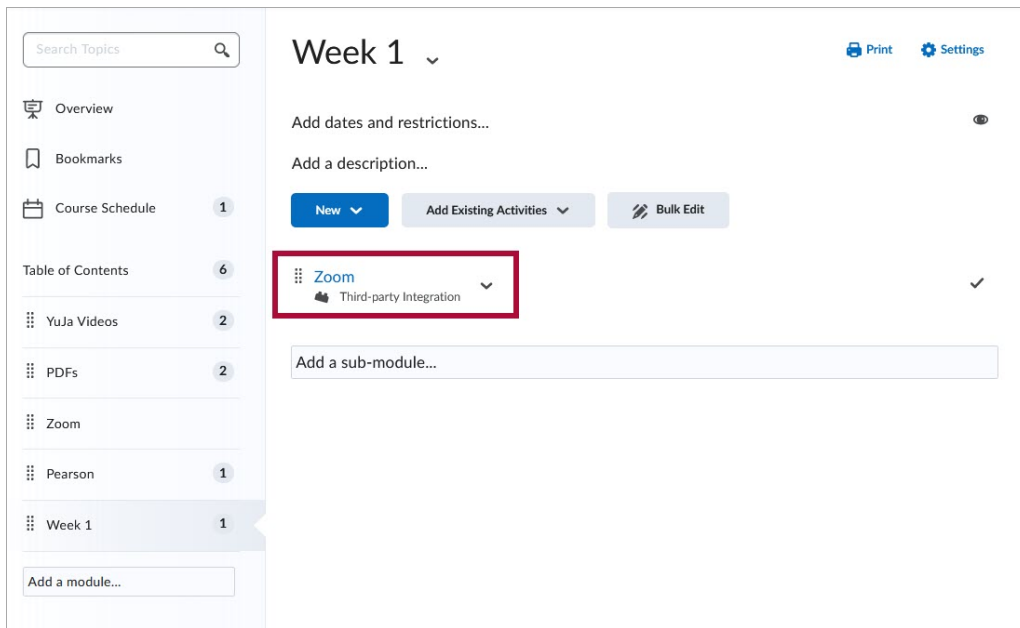 Search Topics
Overview
Bookmarks
Course Schedule 1
Table of Contents 6
YuJa Videos 2
PDFs 2
Zoom
Pearson 1
Week 1 1
Add a module...
Week 1
Print
Settings
Add dates and restrictions...
Add a description...
New
Add Existing Activities
Bulk Edit
Zoom
Third-party Integration
Add a sub-module...